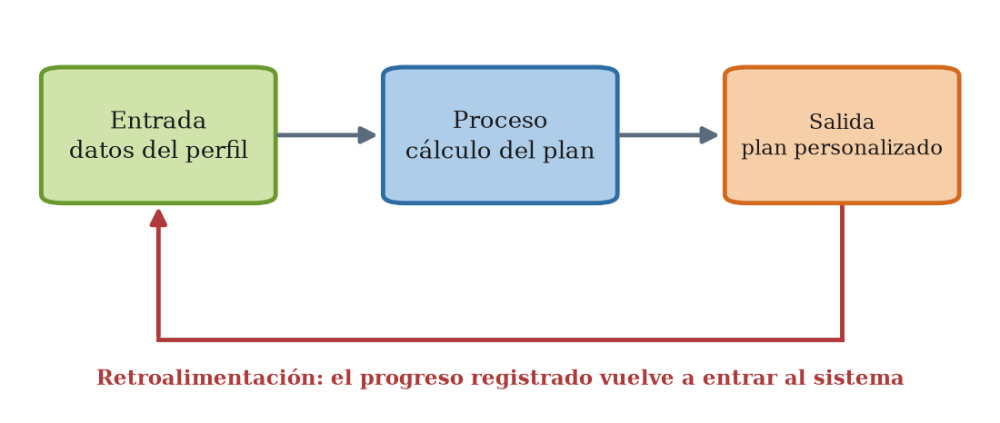 Entrada
datos del perfil
Proceso
cálculo del plan
Salida
plan personalizado
Retroalimentación: el progreso registrado vuelve a entrar al sistema